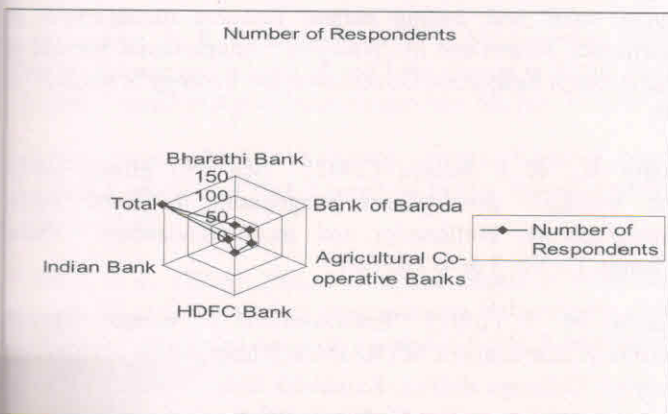 Number of Respondents
Bharathi Bank
150
100
50
0
Total
Bank of Baroda
Indian Bank
Agricultural Co-
operative Banks
HDFC Bank
Number of
Respondents